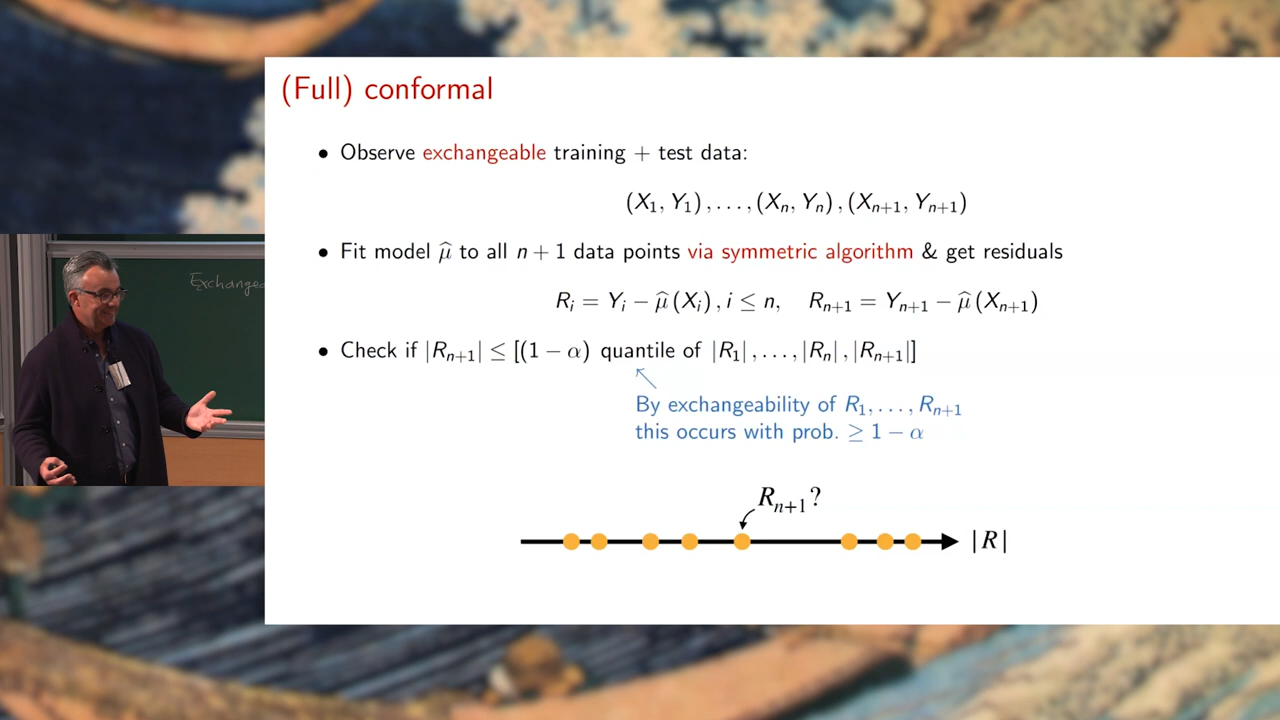 (Full) conformal
• Observe exchangeable training + test data:
(X₁, Y₁) , . . . , (Xₙ, Yₙ) , (Xₙ₊₁, Yₙ₊₁)
• Fit model μ̂ to all n + 1 data points via symmetric algorithm & get residuals
Rᵢ = Yᵢ − μ̂ (Xᵢ) , i ≤ n, Rₙ₊₁ = Yₙ₊₁ − μ̂ (Xₙ₊₁)
• Check if |Rₙ₊₁| ≤ [(1 − α) quantile of |R₁| , . . . , |Rₙ| , |Rₙ₊₁|]
By exchangeability of R₁, . . . , Rₙ₊₁
this occurs with prob. ≥ 1 − α
Rₙ₊₁?
|R|
Exchangea